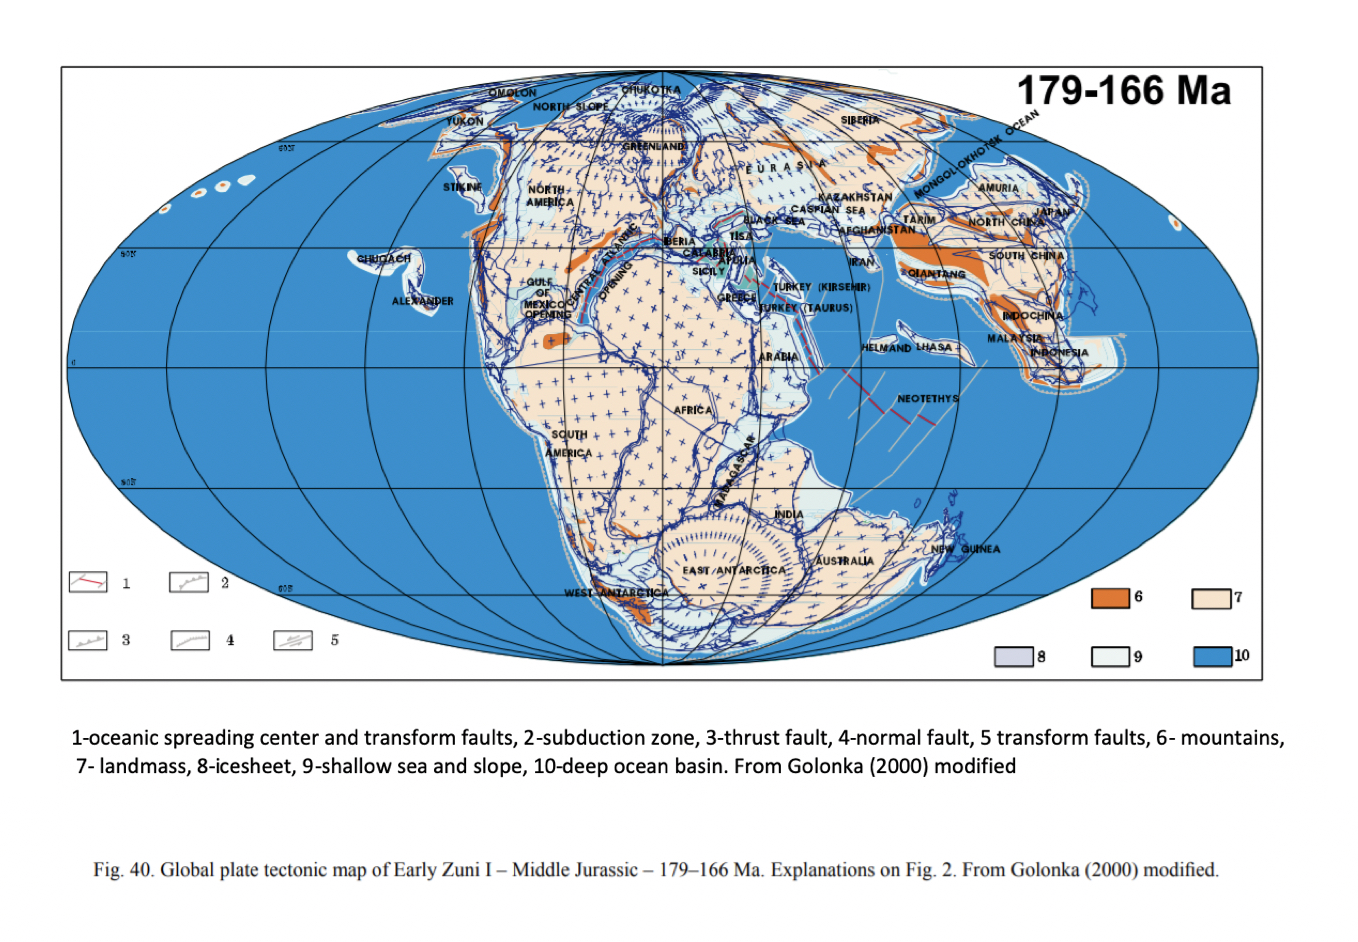 179-166 Ma
OMOLON
CHUKOTKA
NORTH SLOPE
YUKON
SIBERIA
MONGOLOKHOTSK OCEAN
GREENLAND
EURASIA
STIKINE
NORTH
AMERICA
KAZAKHSTAN
AMURIA
CASPIAN SEA
BLACK SEA
TARIM
NORTH CHINA
JAPAN
AFGHANISTAN
TISA
IBERIA
CALABRIA
APULIA
SICILY
IRAN
SOUTH CHINA
QIANTANG
CHUGACH
CENTRAL ATLANTIC
OPENING
GULF
OF
MEXICO
OPENING
ALEXANDER
GREECE
TURKEY (KIRSEHIR)
TURKEY (TAURUS)
INDOCHINA
MALAYSIA
INDONESIA
HELMAND
LHASA
ARABIA
NEOTETHYS
AFRICA
SOUTH
AMERICA
MADAGASCAR
INDIA
NEW GUINEA
AUSTRALIA
EAST ANTARCTICA
WEST ANTARCTICA
1
2
3
4
5
6
7
8
9
10
1-oceanic spreading center and transform faults, 2-subduction zone, 3-thrust fault, 4-normal fault, 5 transform faults, 6- mountains,
7- landmass, 8-icesheet, 9-shallow sea and slope, 10-deep ocean basin. From Golonka (2000) modified
Fig. 40. Global plate tectonic map of Early Zuni I – Middle Jurassic – 179–166 Ma. Explanations on Fig. 2. From Golonka (2000) modified.